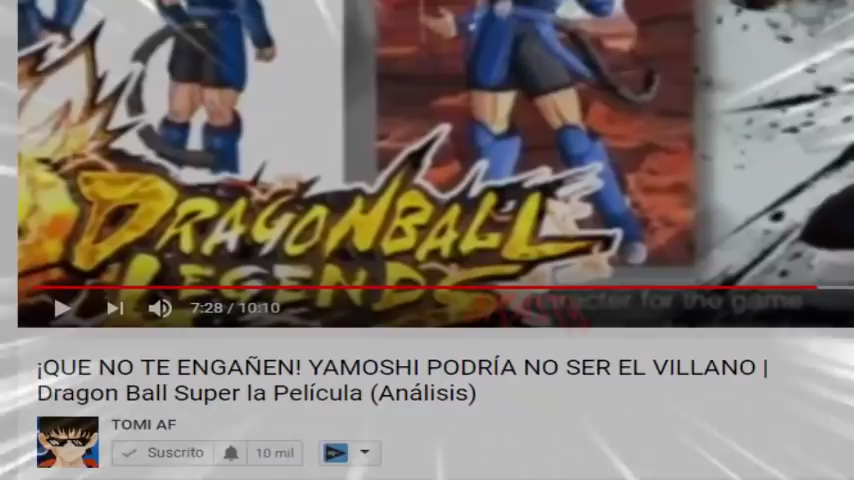 DRAGONBALL
LEGENDS
7:28 / 10:10
character for the game
¡QUE NO TE ENGAÑEN! YAMOSHI PODRÍA NO SER EL VILLANO |
Dragon Ball Super la Película (Análisis)
TOMI AF
Suscrito 10 mil